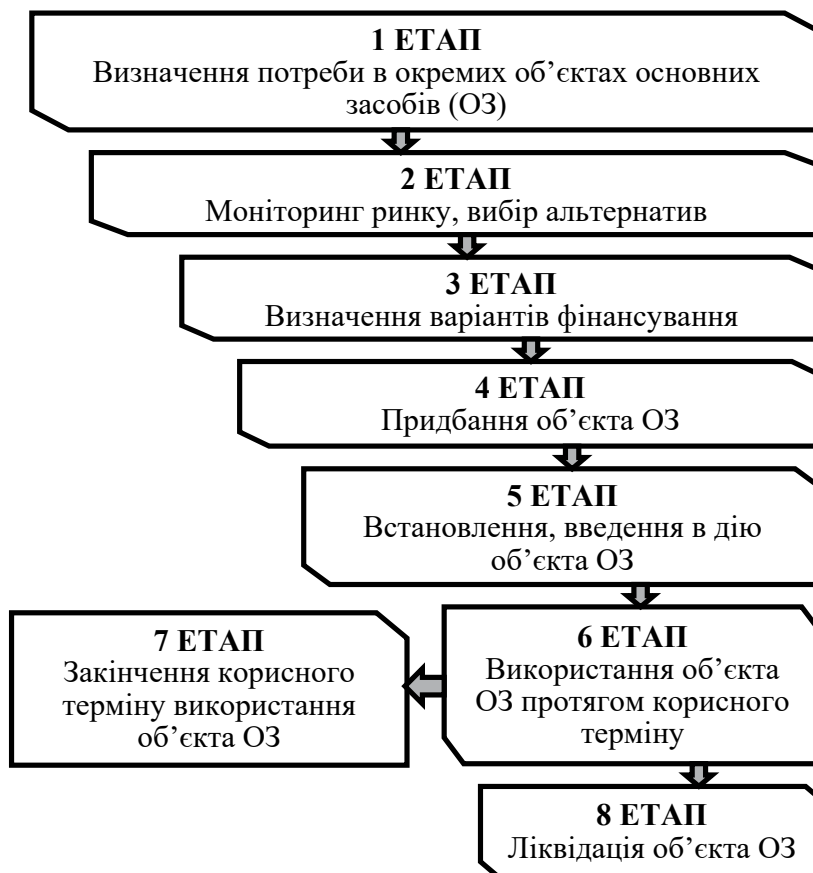 1 ЕТАП
Визначення потреби в окремих об’єктах основних
засобів (ОЗ)
2 ЕТАП
Моніторинг ринку, вибір альтернатив
3 ЕТАП
Визначення варіантів фінансування
4 ЕТАП
Придбання об’єкта ОЗ
5 ЕТАП
Встановлення, введення в дію
об’єкта ОЗ
6 ЕТАП
Використання об’єкта
ОЗ протягом корисного
терміну
7 ЕТАП
Закінчення корисного
терміну використання
об’єкта ОЗ
8 ЕТАП
Ліквідація об’єкта ОЗ